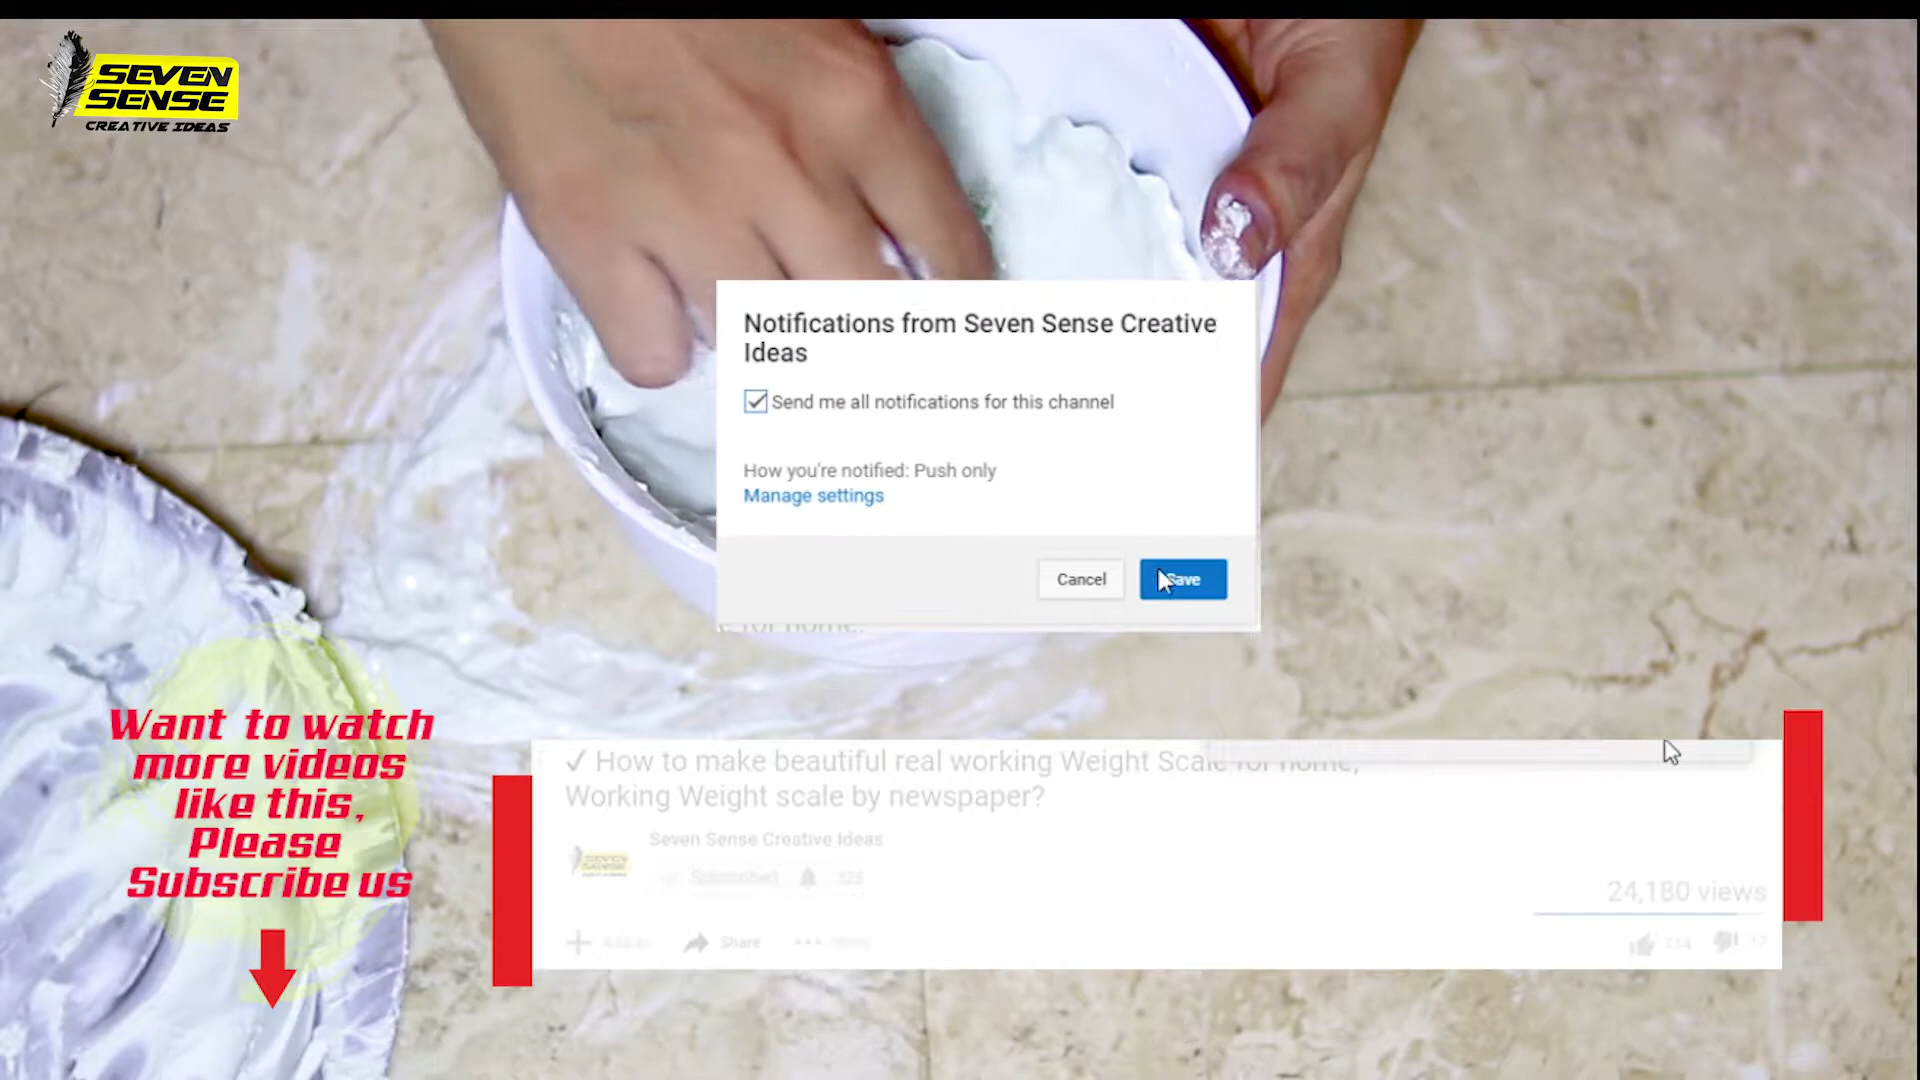 SEVEN
SENSE
CREATIVE IDEAS
Notifications from Seven Sense Creative
Ideas
Send me all notifications for this channel
How you're notified: Push only
Manage settings
Cancel
Save
Want to watch
more videos
like this,
Please
Subscribe us
✓ How to make beautiful real working Weight Scale for home,
Working Weight scale by newspaper?
Seven Sense Creative Ideas
SEVEN
SENSE
Subscribed
24,180 views
Share